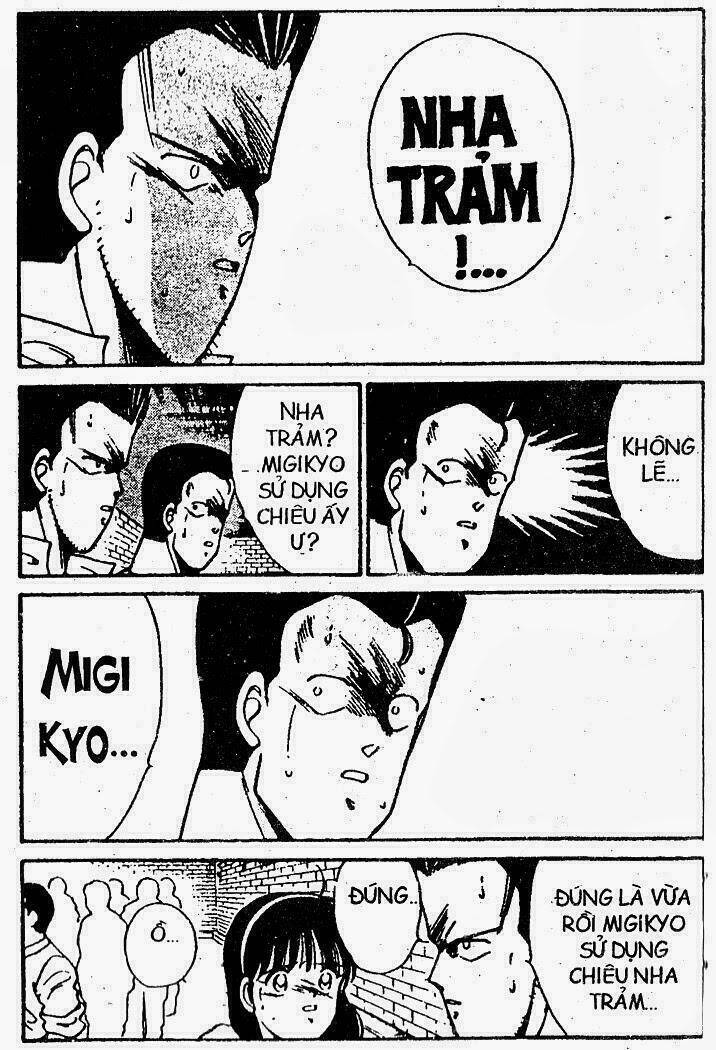 NHA
TRẢM
!....
NHA
TRẢM?
...MIGIKYO
SỬ DỤNG
CHIÊU ẤY
Ự?
KHÔNG
LẼ...
MIGI
KYO...
Ồ...
ĐÚNG..
ĐÚNG LÀ VỪA
RỒI MIGIKYO
SỬ DỤNG
CHIÊU NHA
TRẢM...